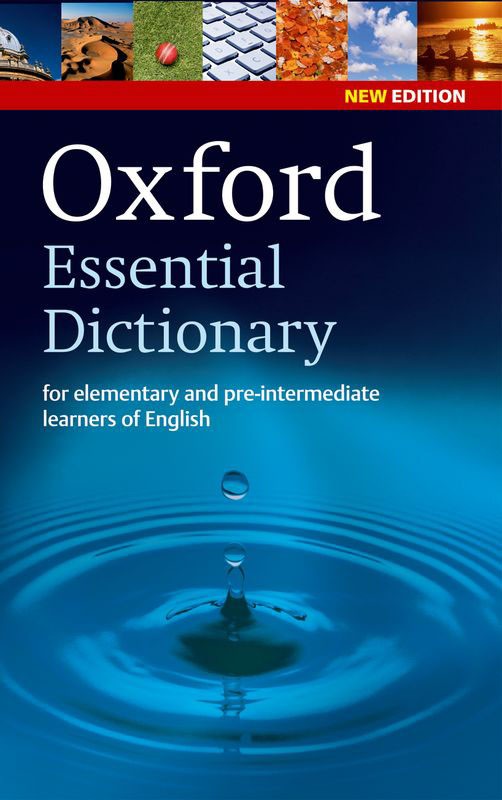 NEW EDITION
Oxford
Essential
Dictionary
for elementary and pre-intermediate
learners of English